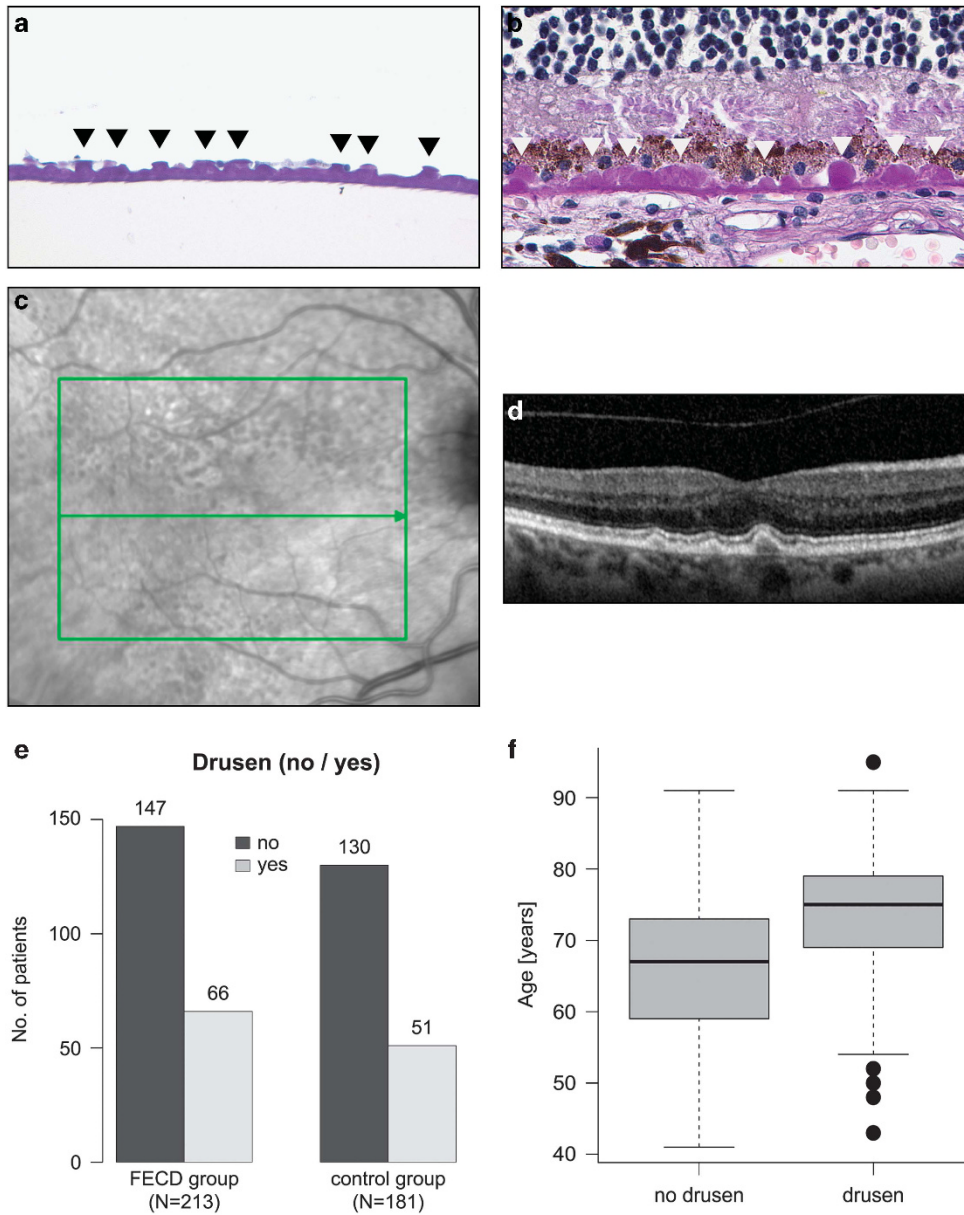 a
b
c
d
e
Drusen (no / yes)
No. of patients
150
100
50
0
147
66
130
51
no
yes
FECD group
(N=213)
control group
(N=181)
f
Age [years]
90
80
70
60
50
40
no drusen
drusen